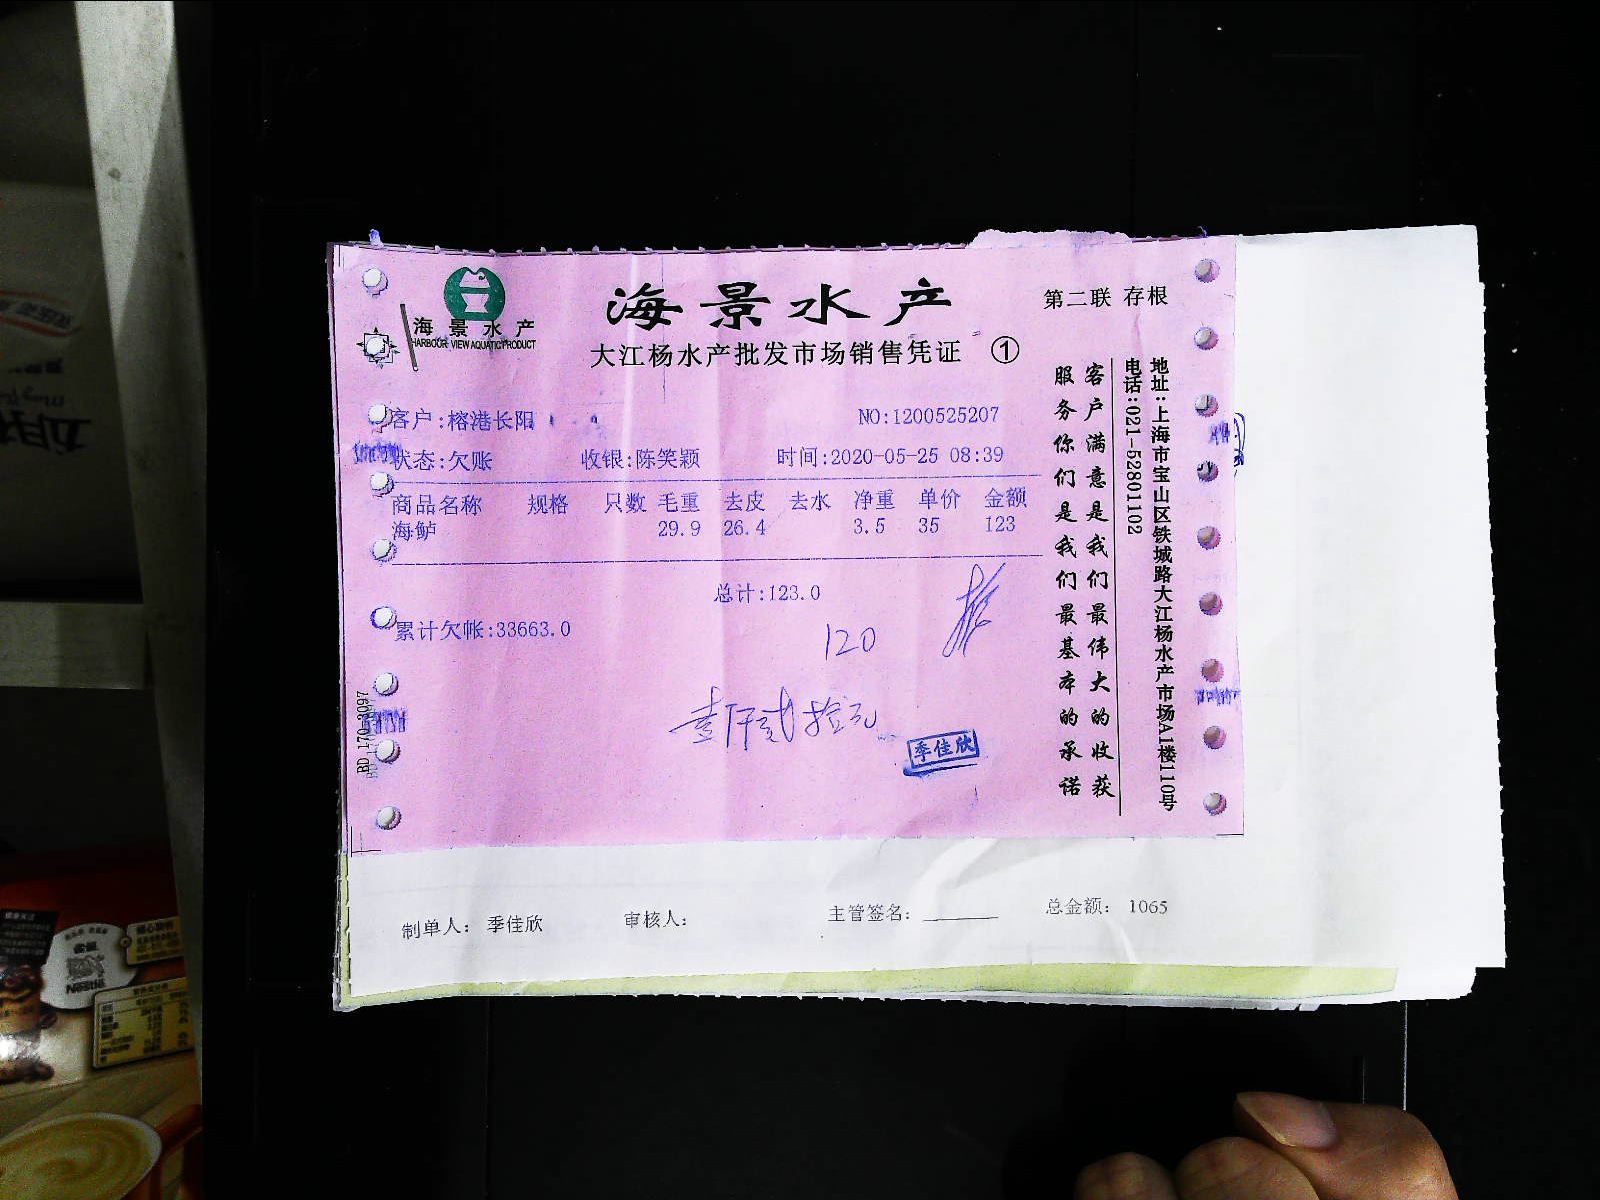 海景水产
HARBOUR VIEW AQUATIC PRODUCT
海景水产
大江杨水产批发市场销售凭证 ①
第二联 存根
客户:榕港长阳
NO:1200525207
状态:欠账 收银:陈笑颖 时间:2020-05-25 08:39
商品名称 规格 只数 毛重 去皮 去水 净重 单价 金额
海鲈 29.9 26.4 3.5 35 123
总计:123.0
累计欠帐:33663.0
120
壹仟贰拾元
季佳欣
客户满意是我们最伟大的收获
服务你们是我们最基本的承诺
地址:上海市宝山区铁城路大江杨水产市场A1楼110号
电话:021-52801102
BD 170-3097
制单人: 季佳欣 审核人: 主管签名: 总金额: 1065
Nestle